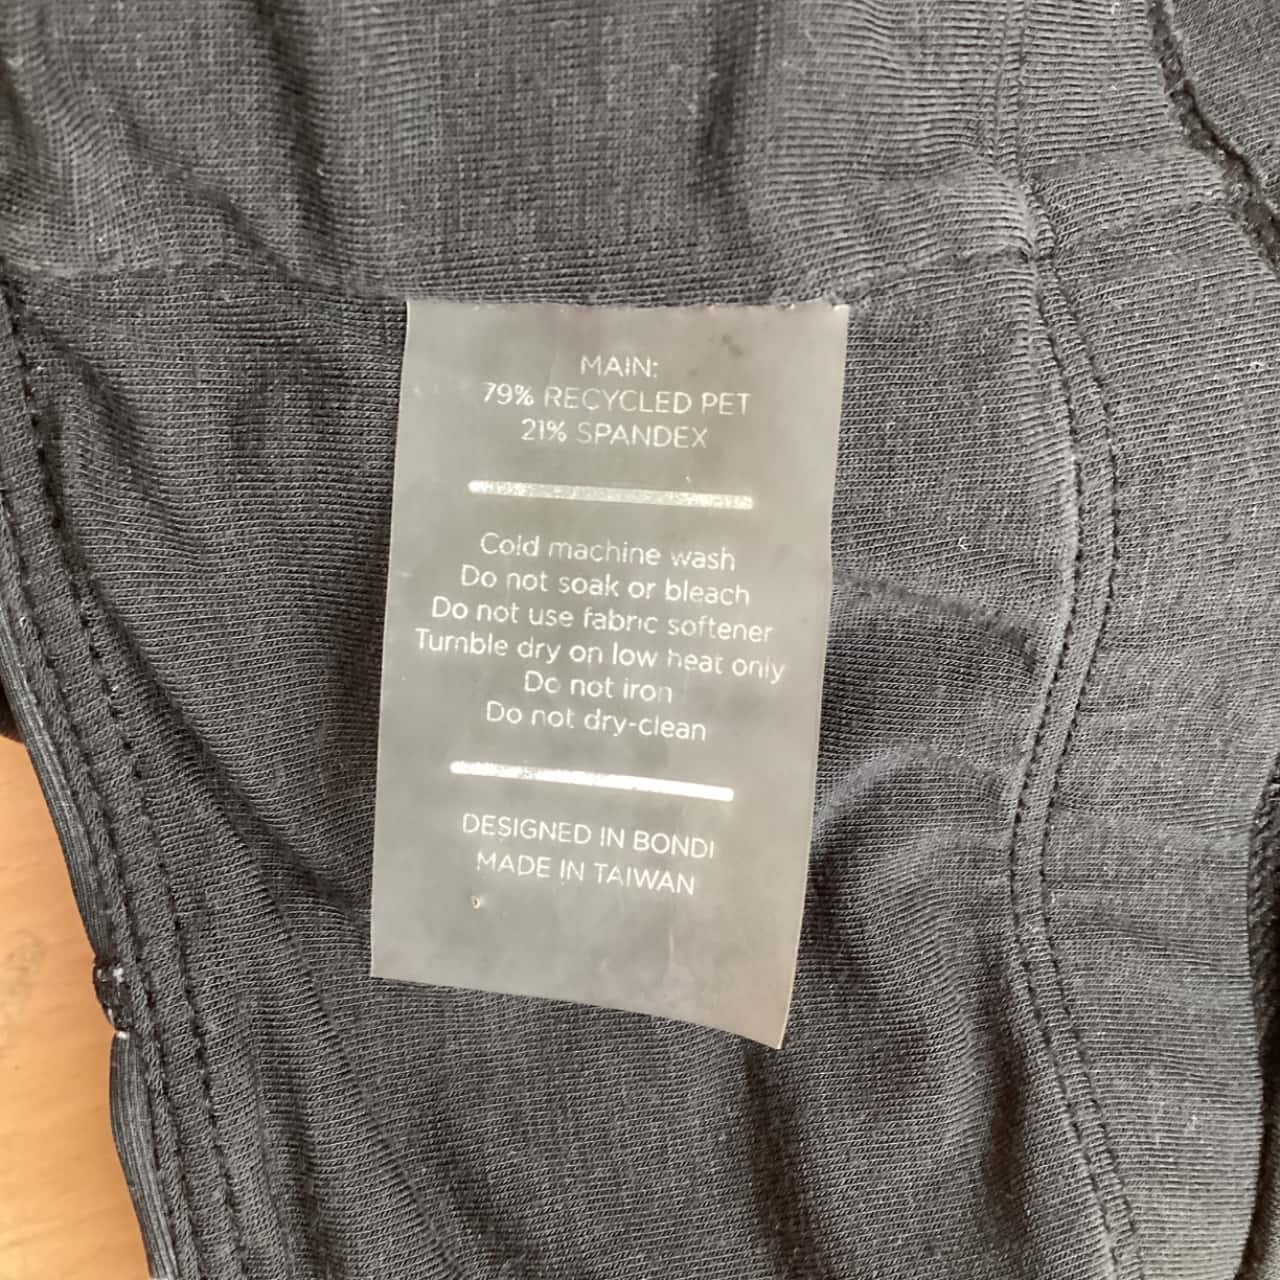 MAIN:
79% RECYCLED PET
21% SPANDEX
Cold machine wash
Do not soak or bleach
Do not use fabric softener
Tumble dry on low heat only
Do not iron
Do not dry-clean
DESIGNED IN BONDI
MADE IN TAIWAN